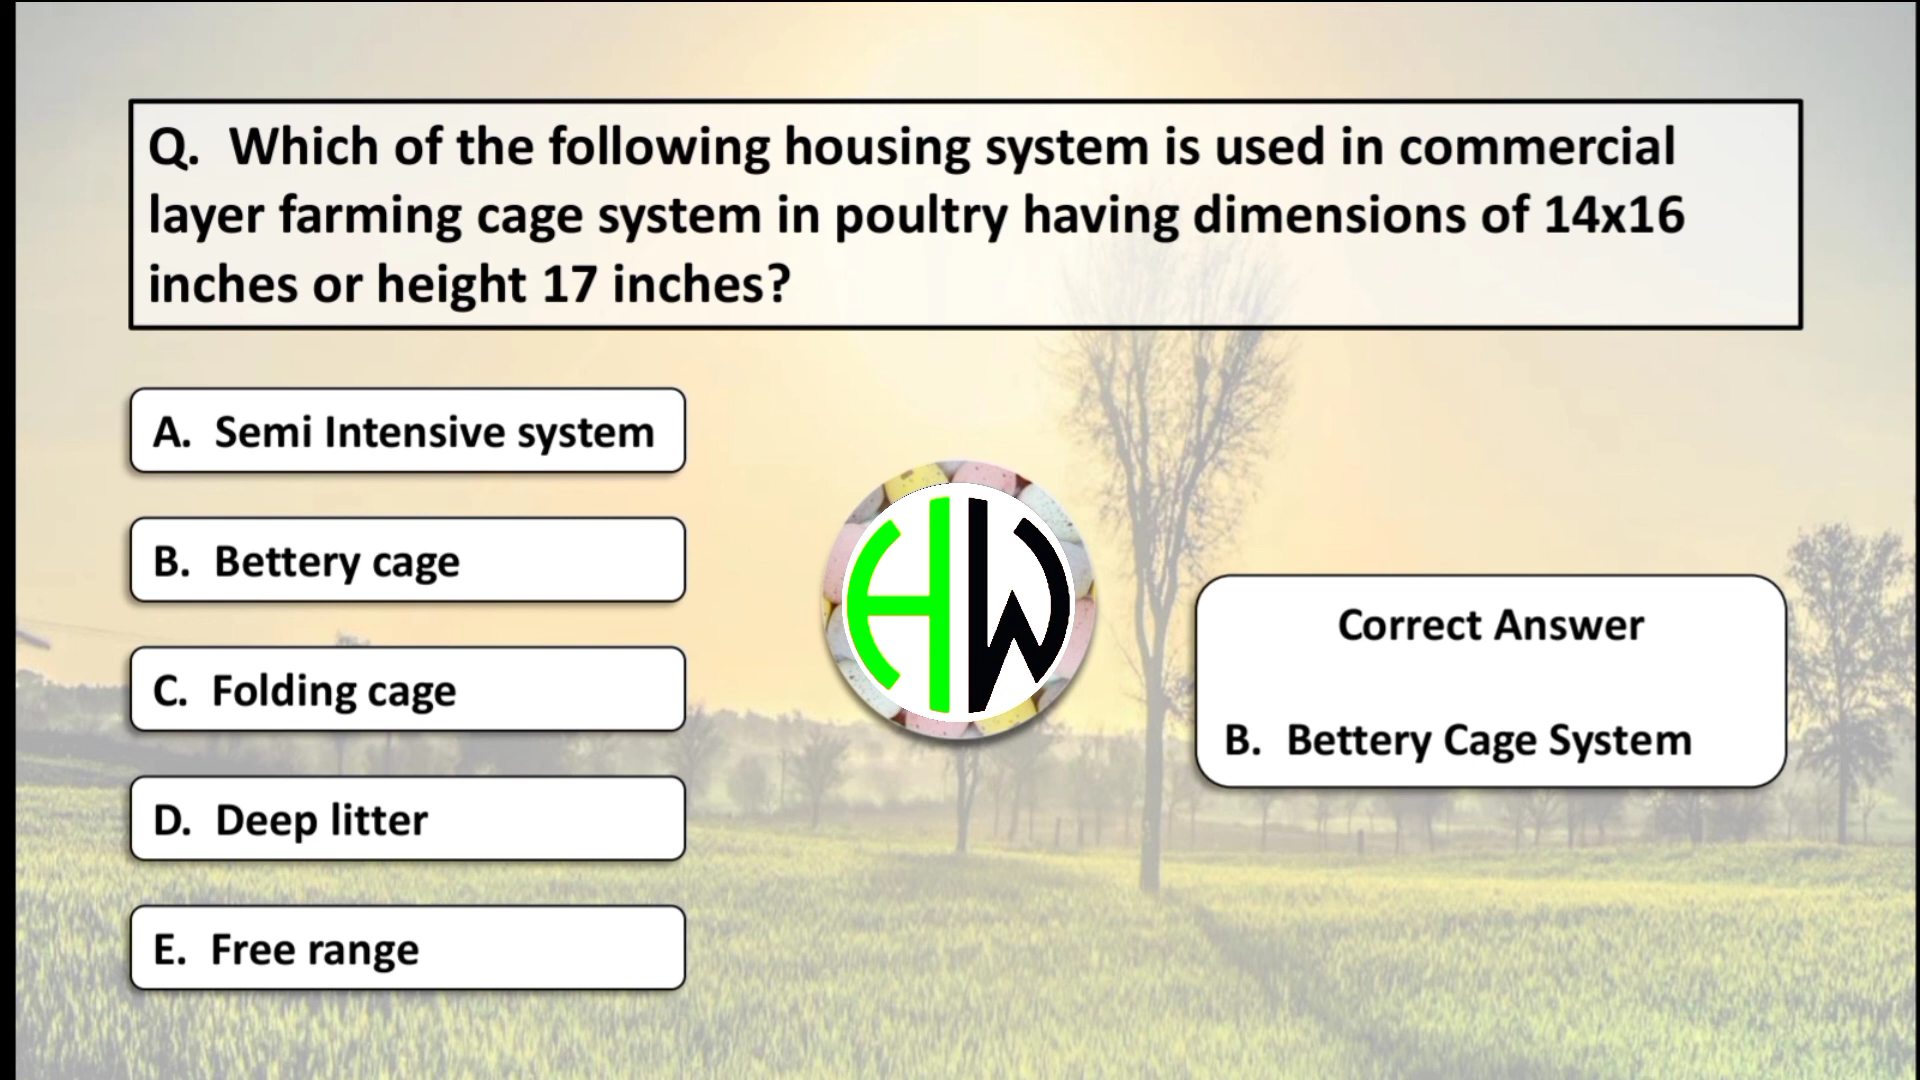 Q. Which of the following housing system is used in commercial
layer farming cage system in poultry having dimensions of 14x16
inches or height 17 inches?
A. Semi Intensive system
B. Bettery cage
C. Folding cage
D. Deep litter
E. Free range
HW
Correct Answer
B. Bettery Cage System